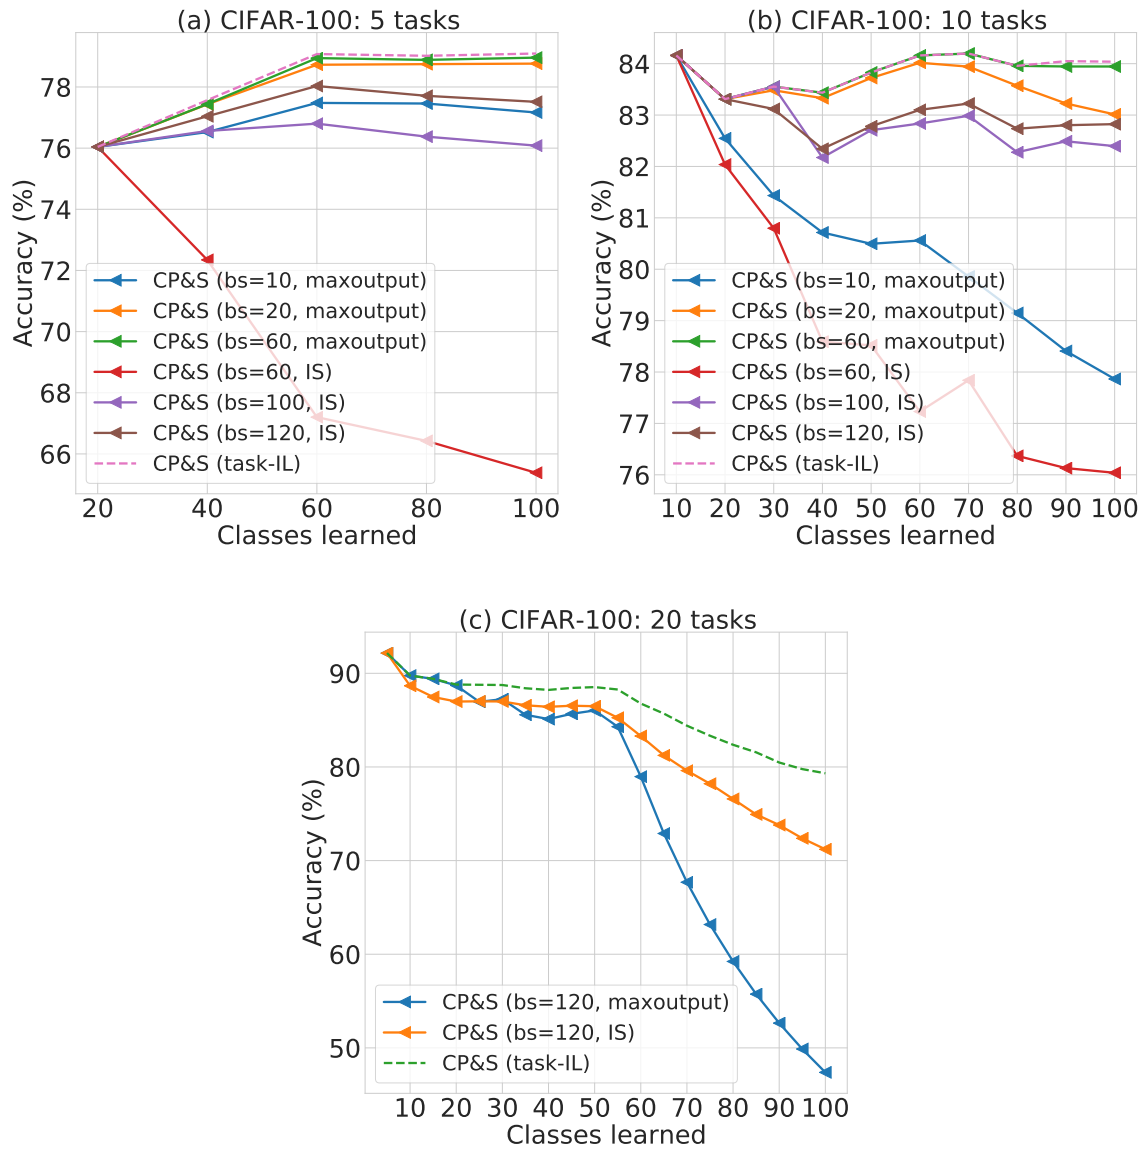 (a) CIFAR-100: 5 tasks
Accuracy (%)
78
76
74
72
70
68
66
CP&S (bs=10, maxoutput)
CP&S (bs=20, maxoutput)
CP&S (bs=60, maxoutput)
CP&S (bs=60, IS)
CP&S (bs=100, IS)
CP&S (bs=120, IS)
CP&S (task-IL)
20 40 60 80 100
Classes learned
(b) CIFAR-100: 10 tasks
Accuracy (%)
84
83
82
81
80
79
78
77
76
CP&S (bs=10, maxoutput)
CP&S (bs=20, maxoutput)
CP&S (bs=60, maxoutput)
CP&S (bs=60, IS)
CP&S (bs=100, IS)
CP&S (bs=120, IS)
CP&S (task-IL)
10 20 30 40 50 60 70 80 90 100
Classes learned
(c) CIFAR-100: 20 tasks
Accuracy (%)
90
80
70
60
50
CP&S (bs=120, maxoutput)
CP&S (bs=120, IS)
CP&S (task-IL)
10 20 30 40 50 60 70 80 90 100
Classes learned